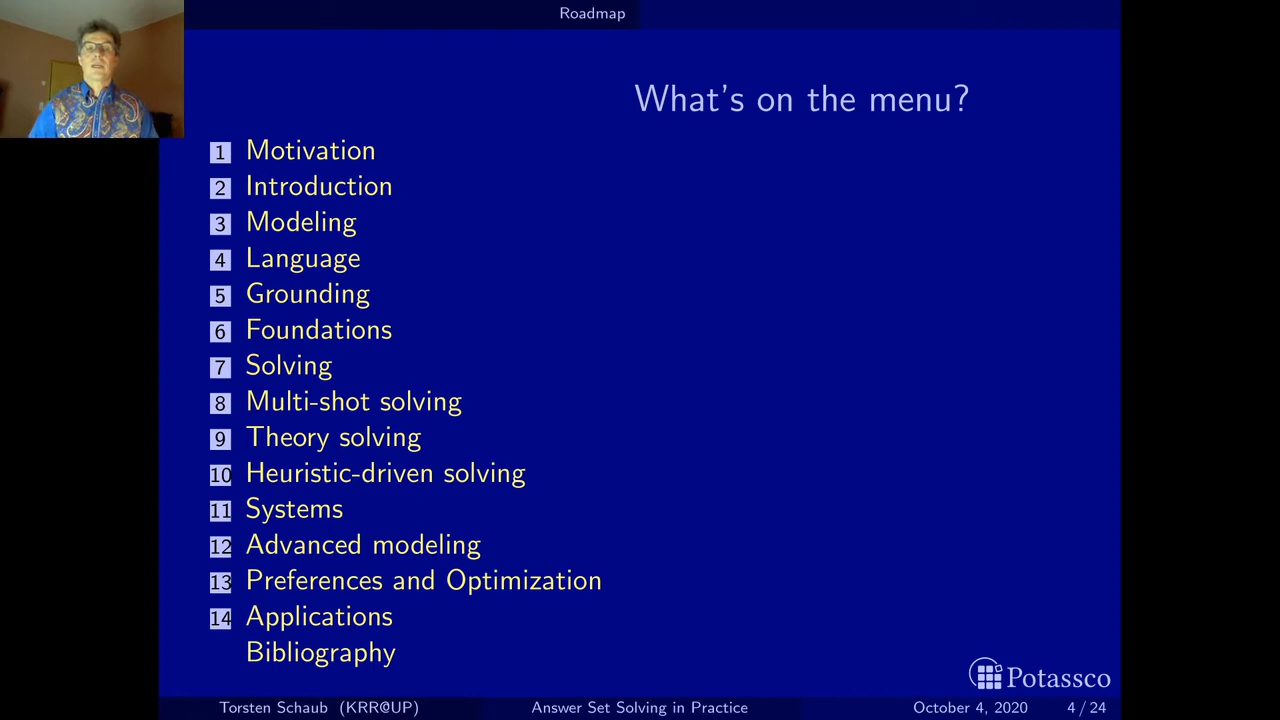 Roadmap
What's on the menu?
1 Motivation
2 Introduction
3 Modeling
4 Language
5 Grounding
6 Foundations
7 Solving
8 Multi-shot solving
9 Theory solving
10 Heuristic-driven solving
11 Systems
12 Advanced modeling
13 Preferences and Optimization
14 Applications
Bibliography
Potassco
Torsten Schaub (KRR@UP) Answer Set Solving in Practice October 4, 2020 4 / 24